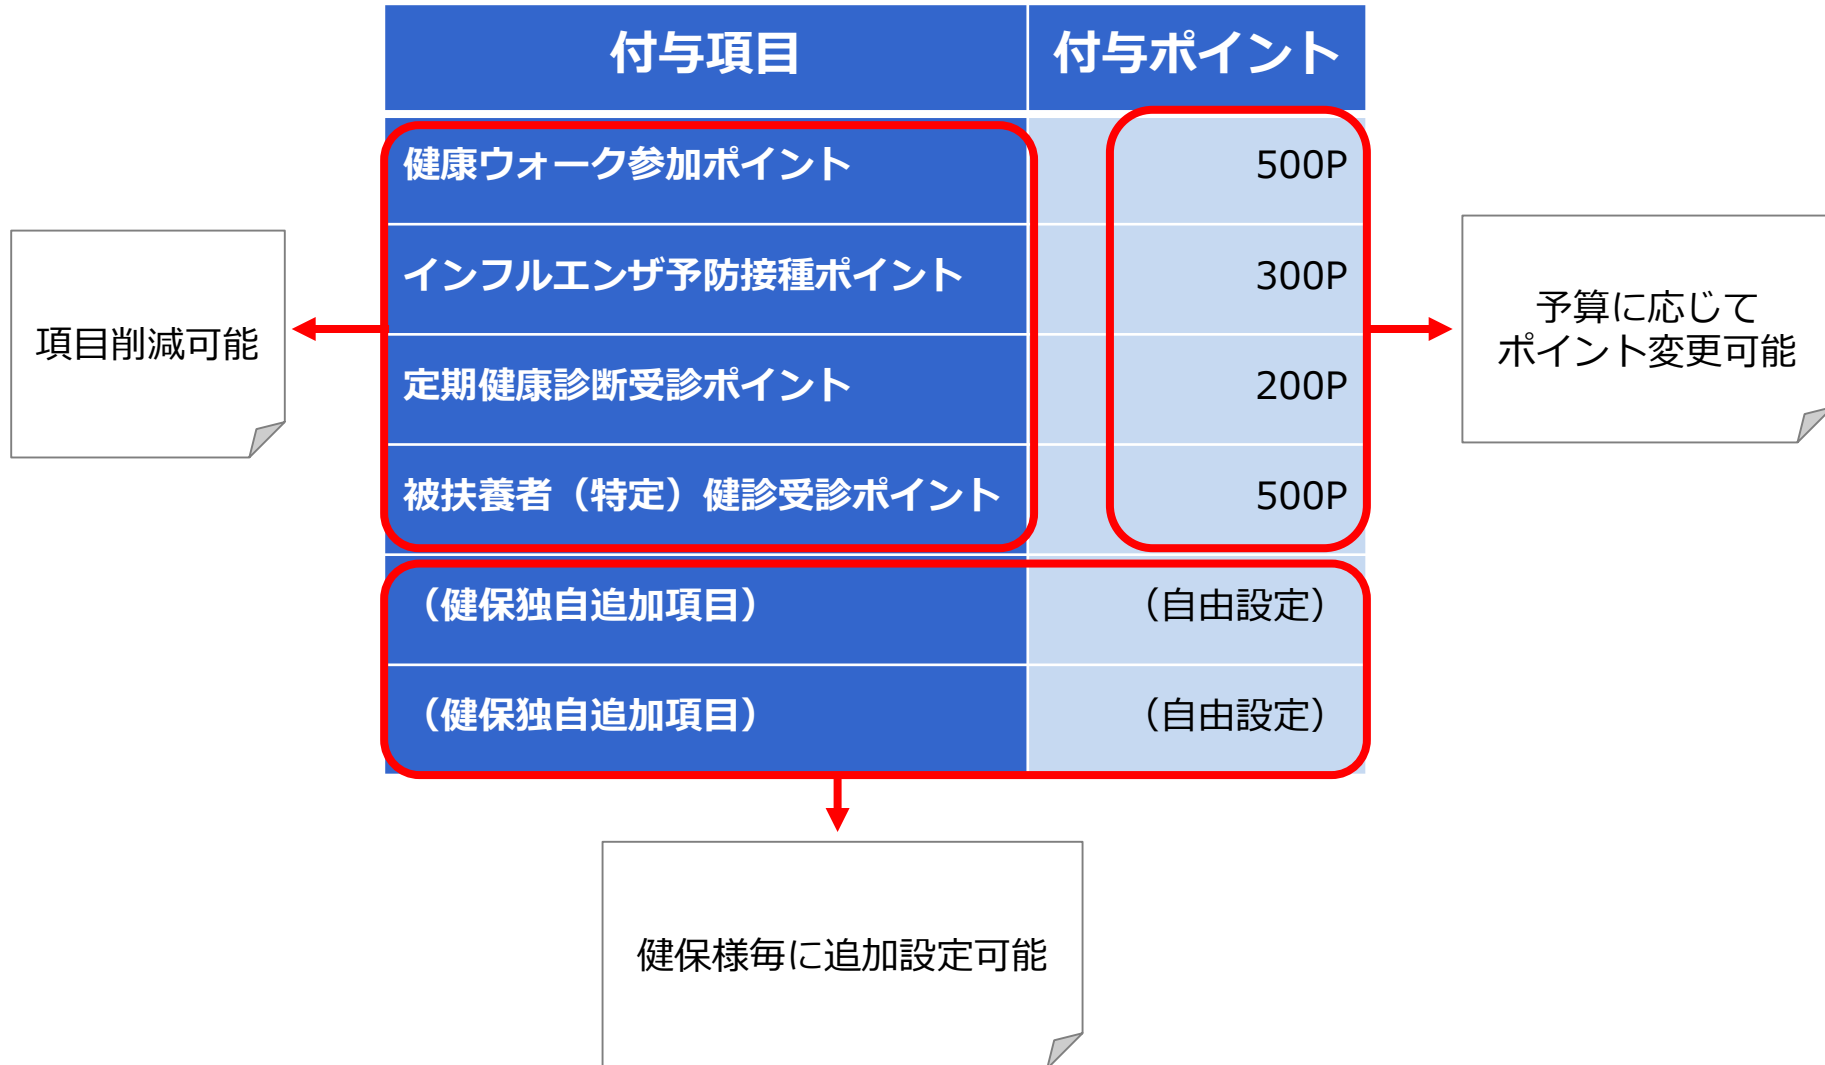 付与項目 付与ポイント
健康ウォーク参加ポイント 500P
インフルエンザ予防接種ポイント 300P
定期健康診断受診ポイント 200P
被扶養者（特定）健診受診ポイント 500P
（健保独自追加項目） （自由設定）
（健保独自追加項目） （自由設定）
項目削減可能
予算に応じて
ポイント変更可能
健保様毎に追加設定可能